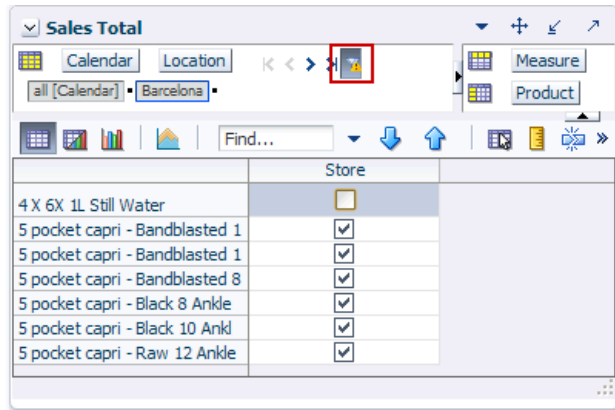 Sales Total
Calendar Location
Measure
all [Calendar] Barcelona
Product
Find...
Store
4 X 6X 1L Still Water
5 pocket capri - Bandblasted 1
5 pocket capri - Bandblasted 1
5 pocket capri - Bandblasted 8
5 pocket capri - Black 8 Ankle
5 pocket capri - Black 10 Ankl
5 pocket capri - Raw 12 Ankle